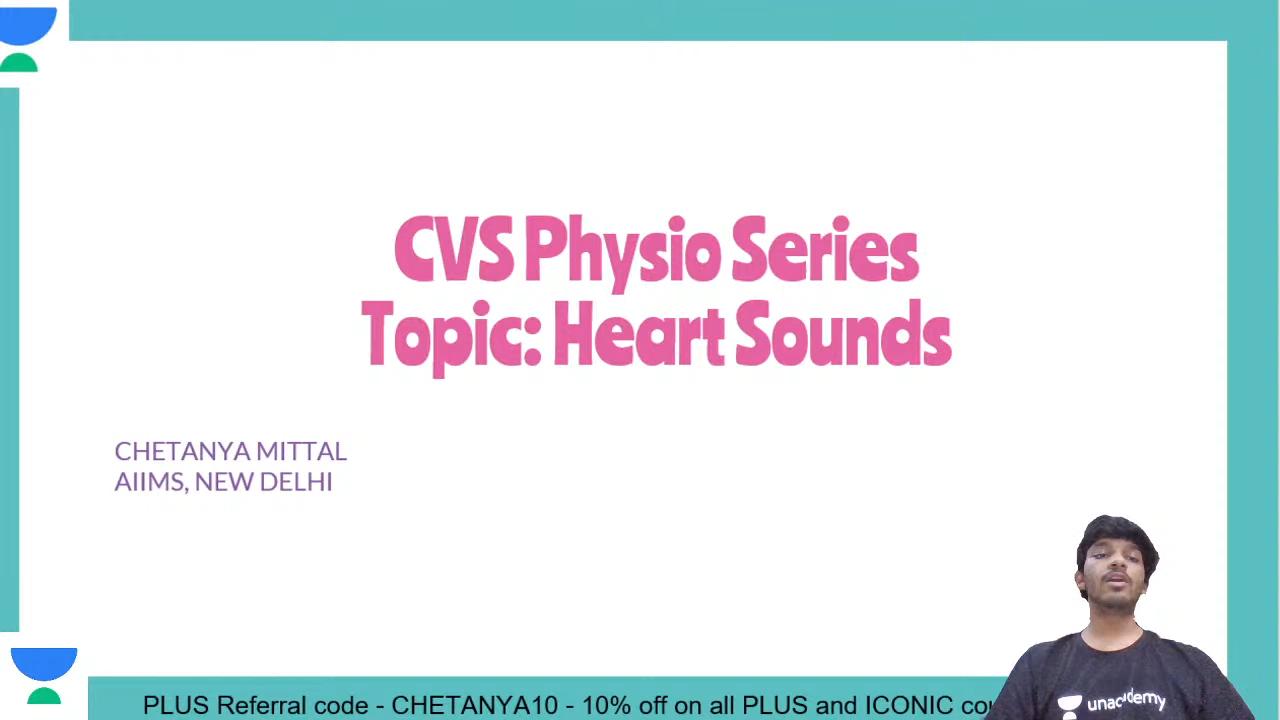 CVS Physio Series
Topic: Heart Sounds
CHETANYA MITTAL
AIIMS, NEW DELHI
unacademy
PLUS Referral code - CHETANYA10 - 10% off on all PLUS and ICONIC